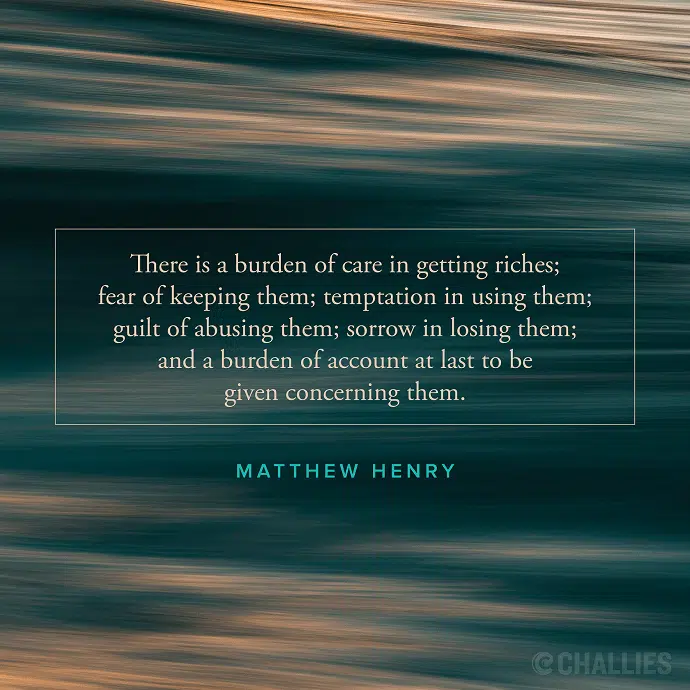 There is a burden of care in getting riches;
fear of keeping them; temptation in using them;
guilt of abusing them; sorrow in losing them;
and a burden of account at last to be
given concerning them.
MATTHEW HENRY
©CHALLIES